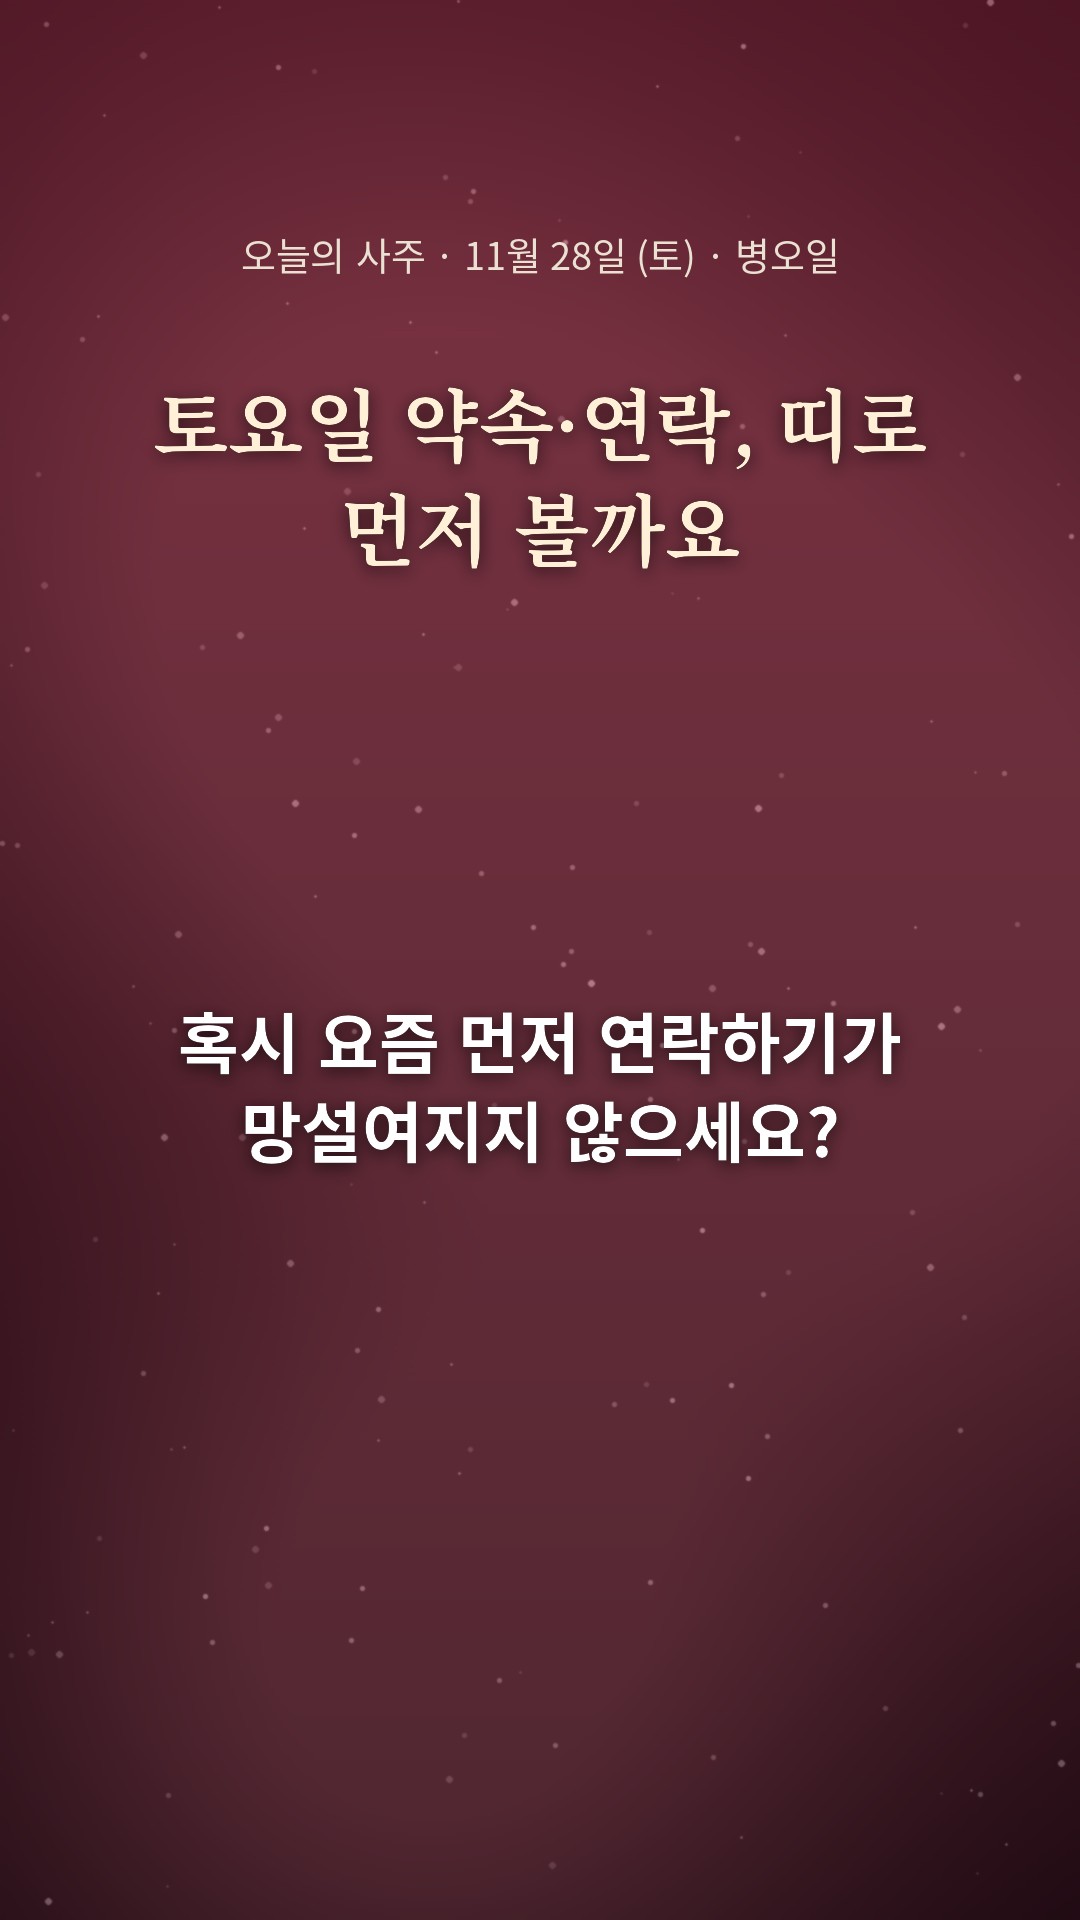 오늘의 사주 · 11월 28일 (토) · 병오일
토요일 약속·연락, 띠로
먼저 볼까요
혹시 요즘 먼저 연락하기가
망설여지지 않으세요?